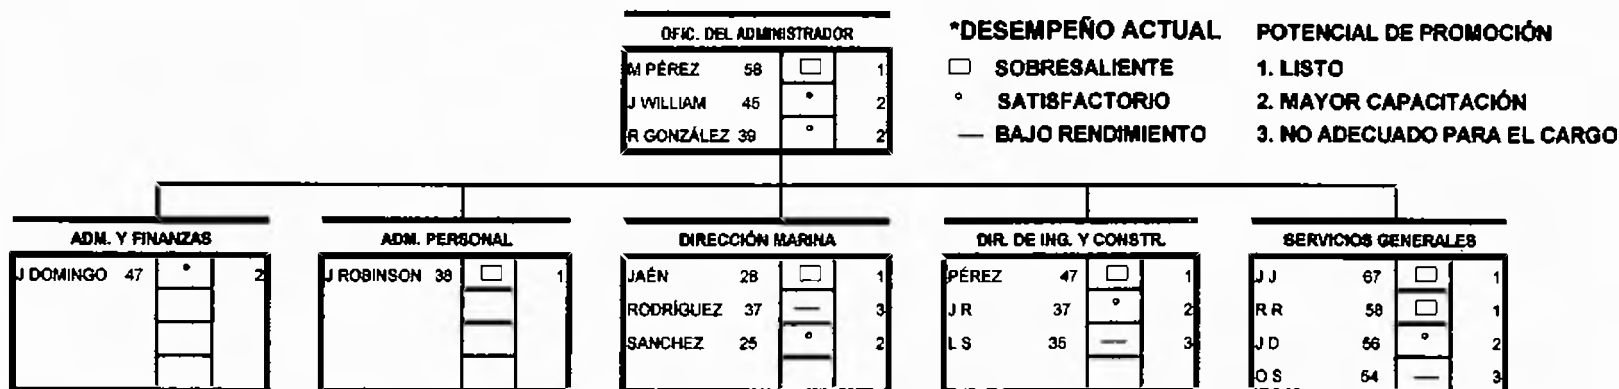 OFIC. DEL ADMINISTRADOR
M PÉREZ 58 □ 1
J WILLIAM 45 ° 2
R GONZÁLEZ 39 ° 2
*DESEMPEÑO ACTUAL
□ SOBRESALIENTE
° SATISFACTORIO
— BAJO RENDIMIENTO
POTENCIAL DE PROMOCIÓN
1. LISTO
2. MAYOR CAPACITACIÓN
3. NO ADECUADO PARA EL CARGO
ADM. Y FINANZAS
J DOMINGO 47 ° 2
ADM. PERSONAL
J ROBINSON 38 □ 1
DIRECCIÓN MARINA
JAÉN 28 □ 1
RODRÍGUEZ 37 — 3
SANCHEZ 25 ° 2
DIR. DE ING. Y CONSTR.
PÉREZ 47 □ 1
J R 37 ° 2
L S 35 — 3
SERVICIOS GENERALES
J J 67 □ 1
R R 58 □ 1
J D 56 ° 2
O S 54 — 3